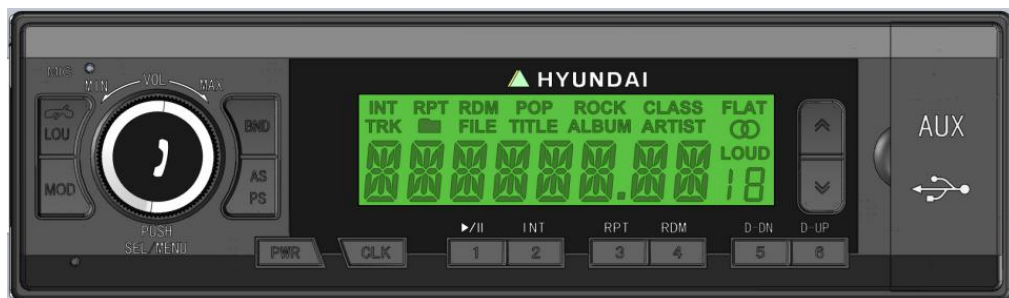 HYUNDAI
MIC
MIN VOL MAX
INT RPT RDM POP ROCK CLASS FLAT
TRK FILE TITLE ALBUM ARTIST
LOUD
18
LOU
BND
MOD
AS
PS
AUX
PUSH
SEL/MENU
PWR
CLK
INT RPT RDM D-DN D-UP
1 2 3 4 5 6